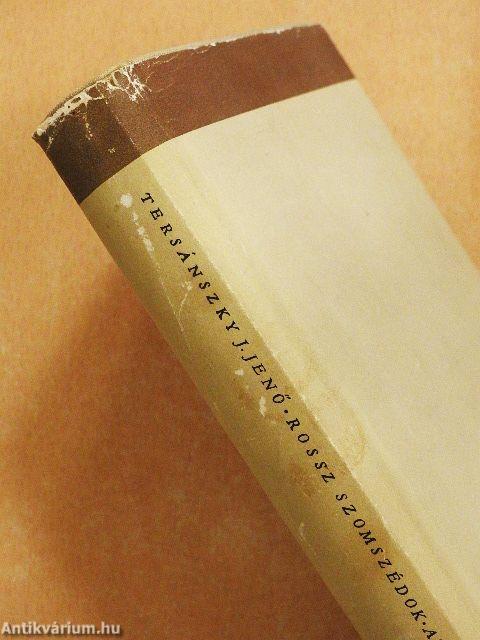 TERSÁNSZKY J. JENŐ • ROSSZ SZOMSZÉDOK • A
Antikvárium.hu